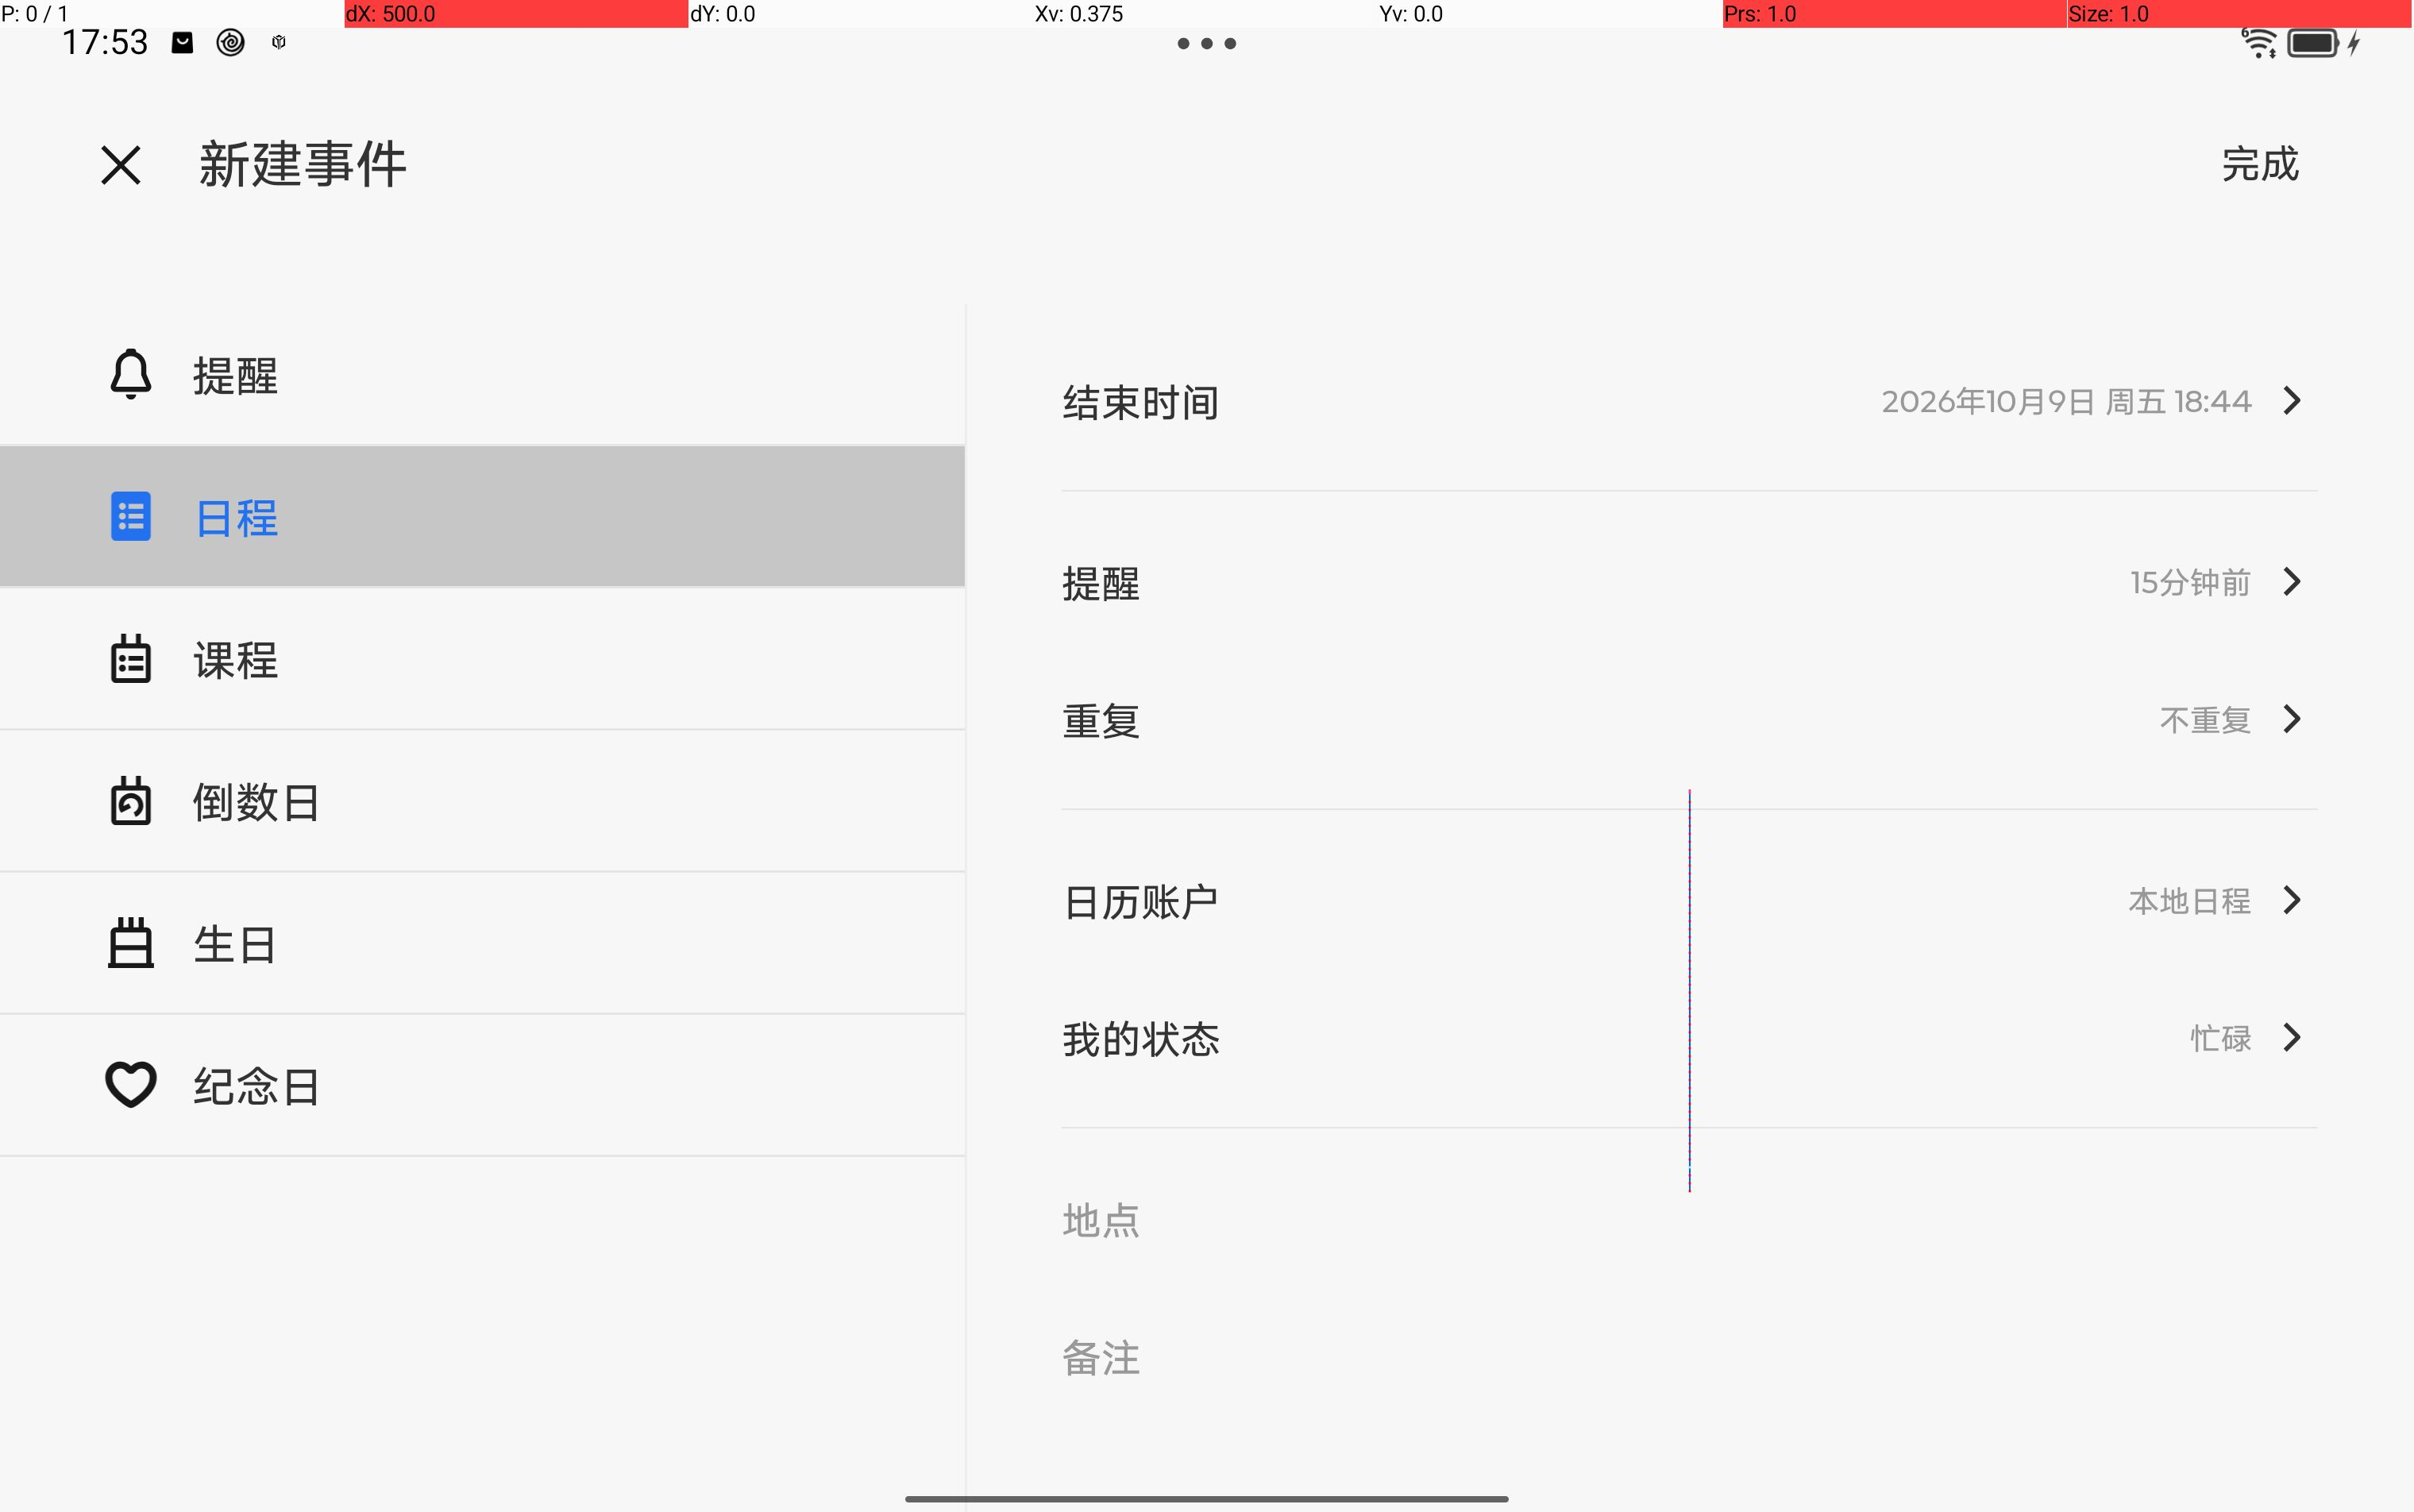 P: 0 / 1 dX: 500.0 dY: 0.0 Xv: 0.375 Yv: 0.0 Prs: 1.0 Size: 1.0
17:53 6
新建事件 完成
提醒
日程
课程
倒数日
生日
纪念日
结束时间 2026年10月9日 周五 18:44
提醒 15分钟前
重复 不重复
日历账户 本地日程
我的状态 忙碌
地点
备注